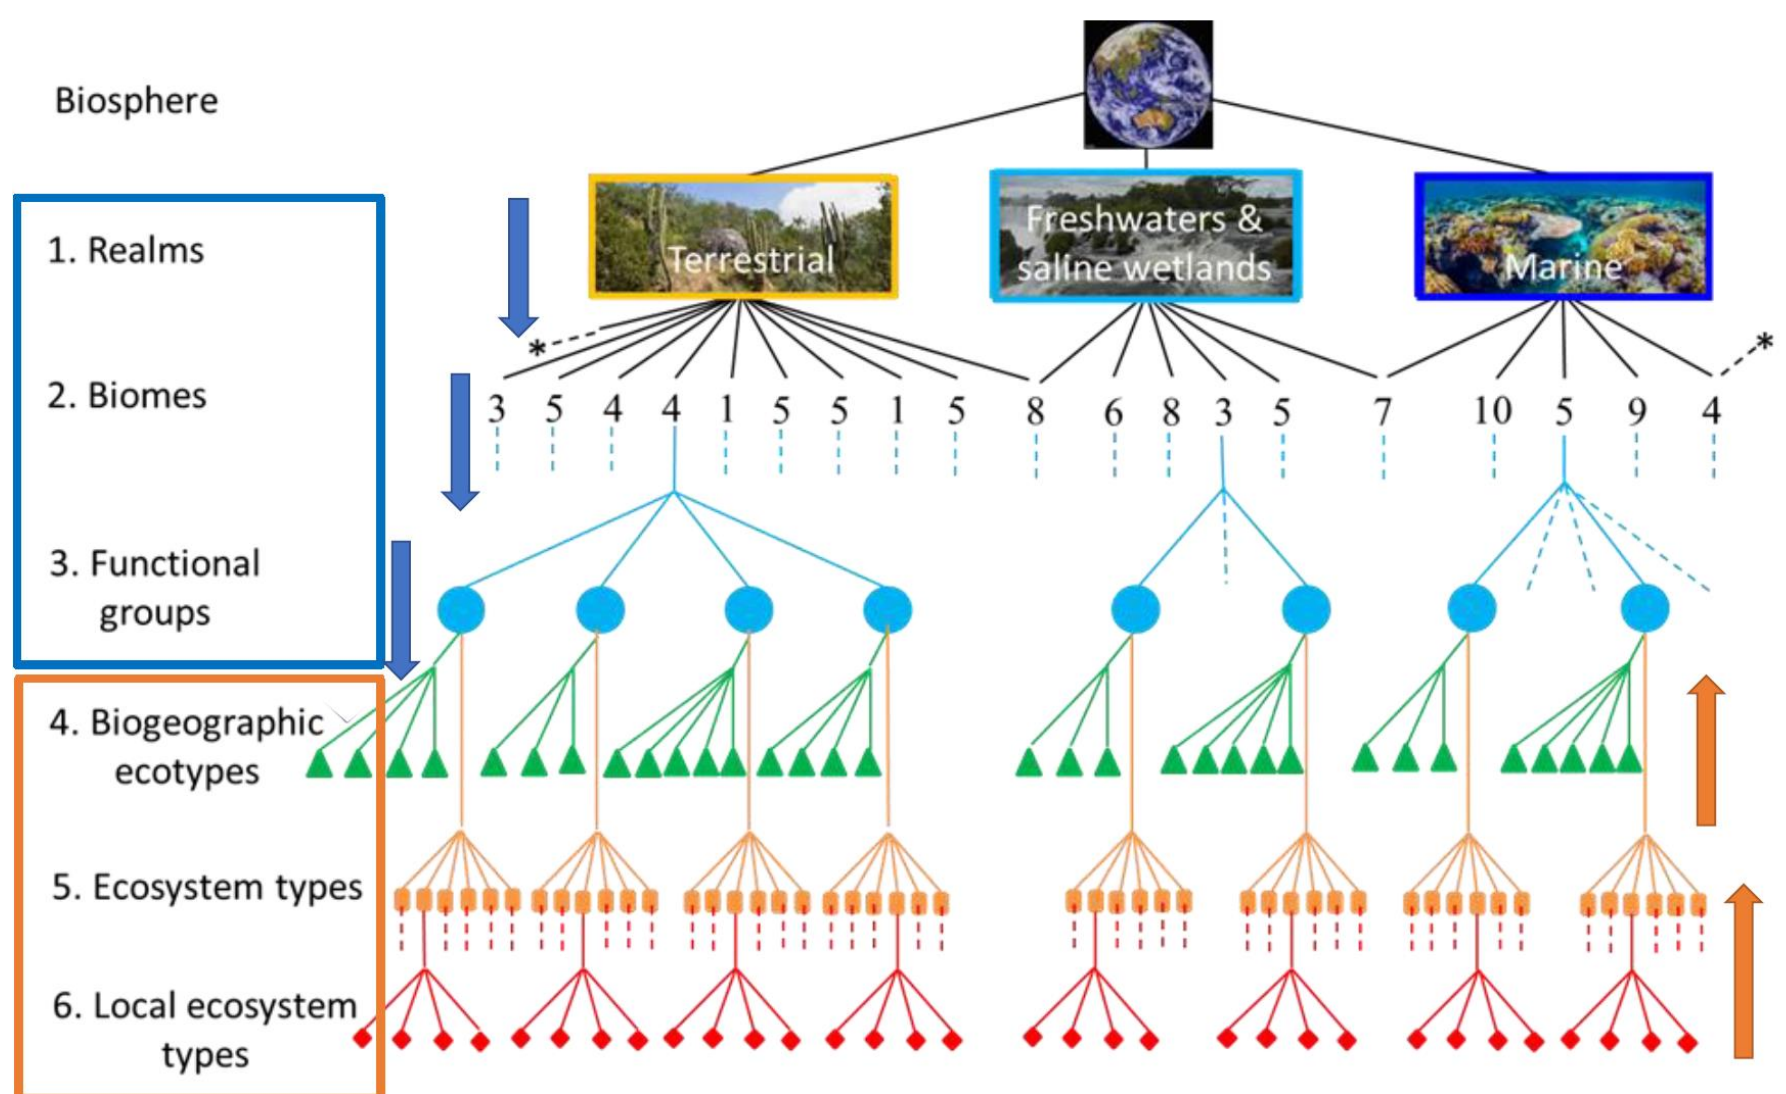 Biosphere
1. Realms
Terrestrial
Freshwaters &
saline wetlands
Marine
*
*
2. Biomes
3 5 4 4 1 5 5 1 5 8 6 8 3 5 7 10 5 9 4
3. Functional
groups
4. Biogeographic
ecotypes
5. Ecosystem types
6. Local ecosystem
types